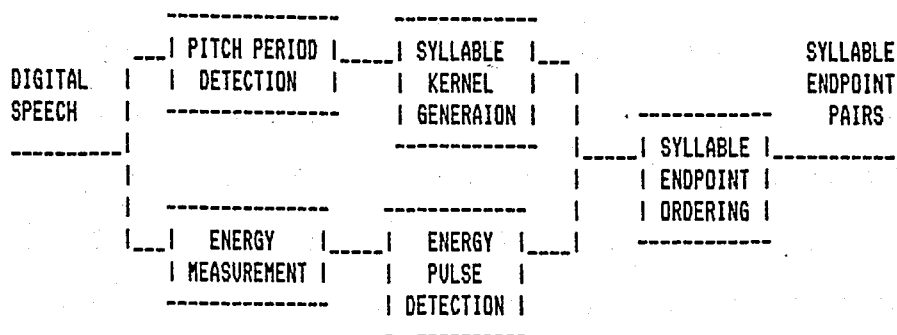 PITCH PERIOD
DETECTION
SYLLABLE
KERNEL
GENERAION
SYLLABLE
ENDPOINT
PAIRS
DIGITAL
SPEECH
SYLLABLE
ENDPOINT
ORDERING
ENERGY
MEASUREMENT
ENERGY
PULSE
DETECTION